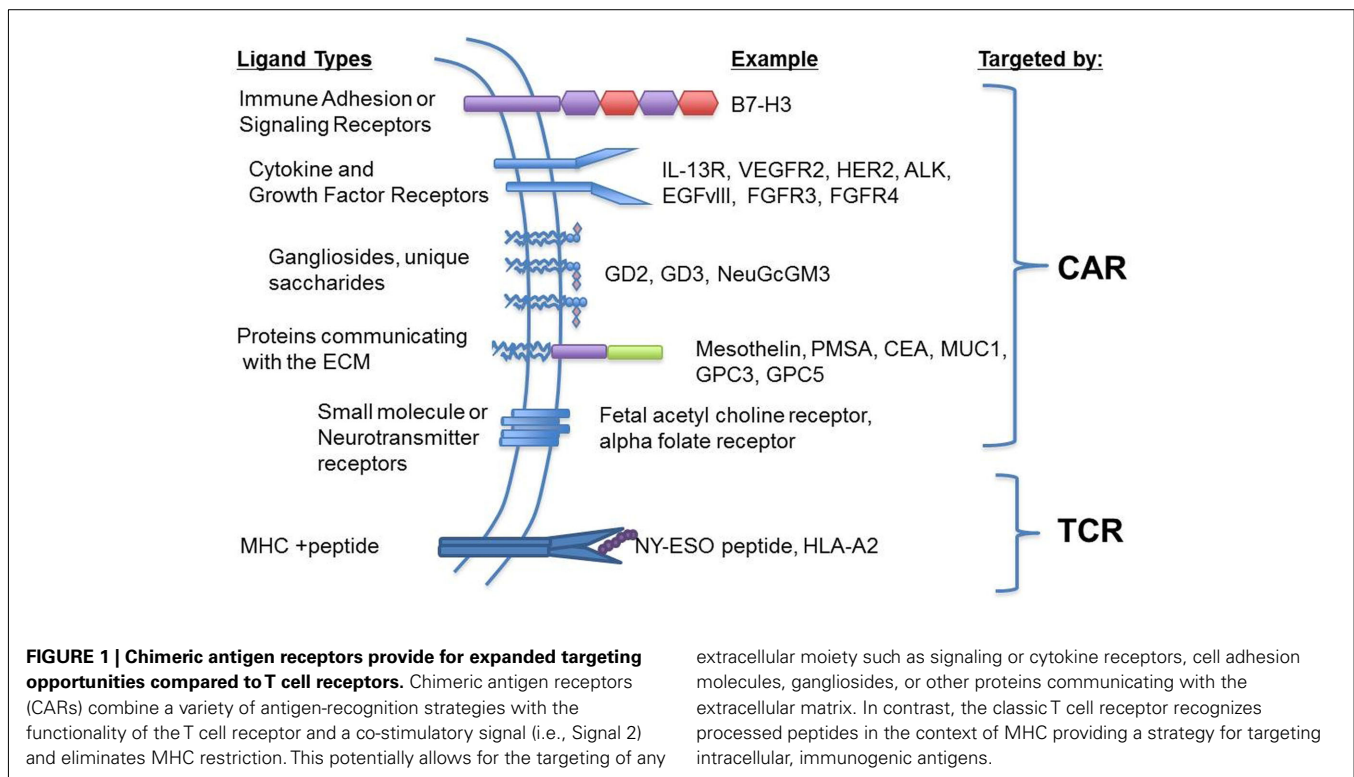 Ligand Types
Example
Targeted by:
Immune Adhesion or
Signaling Receptors
B7-H3
Cytokine and
Growth Factor Receptors
IL-13R, VEGFR2, HER2, ALK,
EGFvIII, FGFR3, FGFR4
Gangliosides, unique
saccharides
GD2, GD3, NeuGcGM3
CAR
Proteins communicating
with the ECM
Mesothelin, PMSA, CEA, MUC1,
GPC3, GPC5
Small molecule or
Neurotransmitter
receptors
Fetal acetyl choline receptor,
alpha folate receptor
MHC +peptide
NY-ESO peptide, HLA-A2
TCR
FIGURE 1 | Chimeric antigen receptors provide for expanded targeting
opportunities compared to T cell receptors. Chimeric antigen receptors
(CARs) combine a variety of antigen-recognition strategies with the
functionality of the T cell receptor and a co-stimulatory signal (i.e., Signal 2)
and eliminates MHC restriction. This potentially allows for the targeting of any
extracellular moiety such as signaling or cytokine receptors, cell adhesion
molecules, gangliosides, or other proteins communicating with the
extracellular matrix. In contrast, the classic T cell receptor recognizes
processed peptides in the context of MHC providing a strategy for targeting
intracellular, immunogenic antigens.